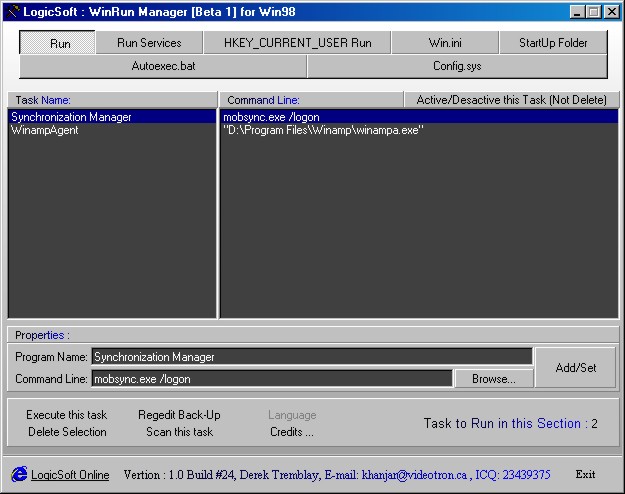 LogicSoft : WinRun Manager [Beta 1] for Win98
Run Run Services HKEY_CURRENT_USER Run Win.ini StartUp Folder
Autoexec.bat Config.sys
Task Name: Command Line: Active/Desactive this Task (Not Delete)
Synchronization Manager mobsync.exe /logon
WinampAgent "D:\Program Files\Winamp\winampa.exe"
Properties :
Program Name: Synchronization Manager
Add/Set
Command Line: mobsync.exe /logon Browse...
Execute this task Regedit Back-Up Language
Task to Run in this Section : 2
Delete Selection Scan this task Credits ...
LogicSoft Online Vertion : 1.0 Build #24, Derek Tremblay, E-mail: khanjar@videotron.ca , ICQ: 23439375 Exit